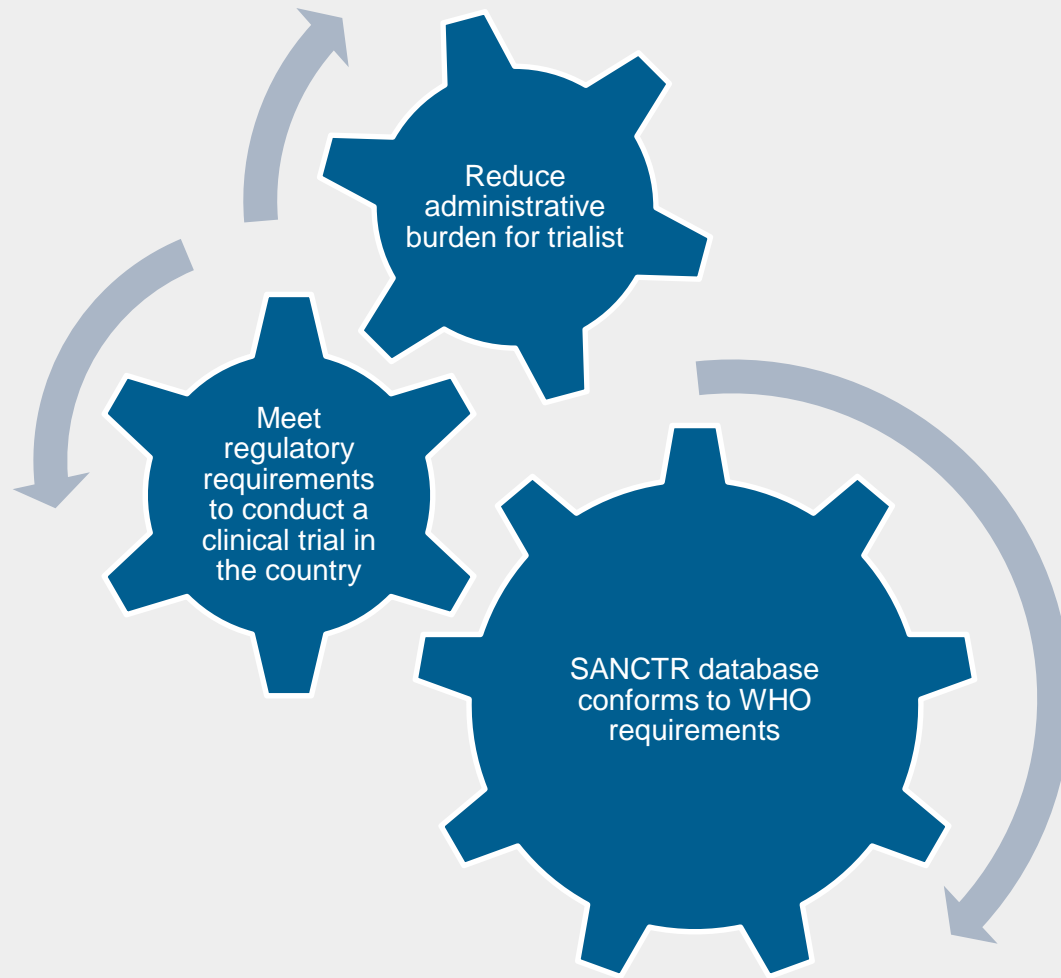 Reduce
administrative
burden for trialist
Meet
regulatory
requirements
to conduct a
clinical trial in
the country
SANCTR database
conforms to WHO
requirements